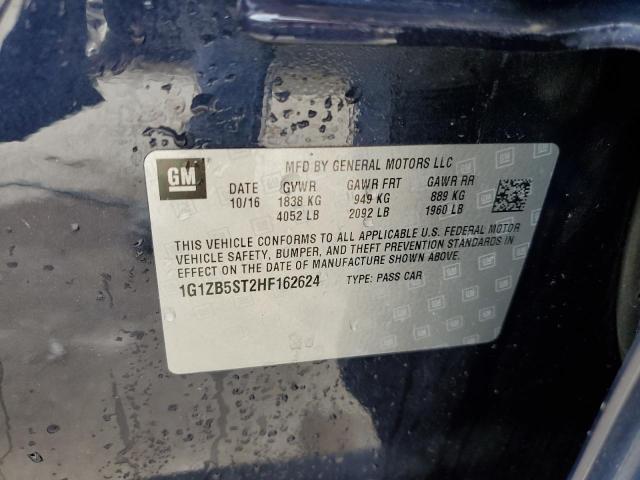 GM
MFD BY GENERAL MOTORS LLC
DATE GVWR GAWR FRT GAWR RR
10/16 1838 KG 949 KG 889 KG
4052 LB 2092 LB 1960 LB
THIS VEHICLE CONFORMS TO ALL APPLICABLE U.S. FEDERAL MOTOR
VEHICLE SAFETY, BUMPER, AND THEFT PREVENTION STANDARDS IN
EFFECT ON THE DATE OF MANUFACTURE SHOWN ABOVE.
1G1ZB5ST2HF162624 TYPE: PASS CAR